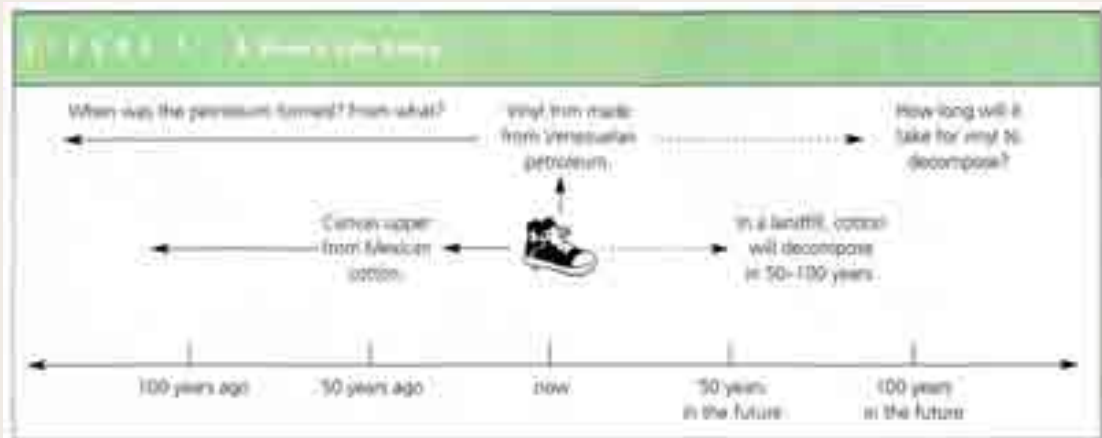 When was the petroleum formed? From what?
Vinyl trim made
from Venezuelan
petroleum.
How long will it
take for vinyl to
decompose?
Canvas upper
from Mexican
cotton.
In a landfill, cotton
will decompose
in 50–100 years
100 years ago
50 years ago
now
50 years
in the future
100 years
in the future